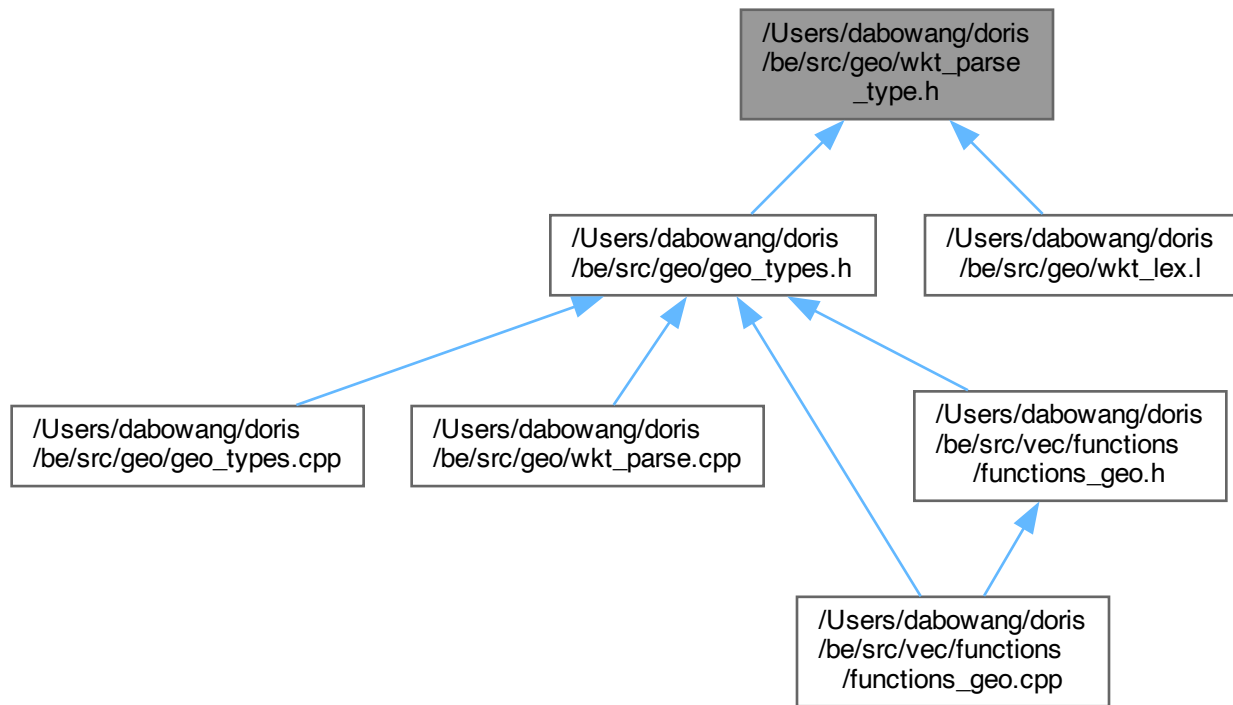 /Users/dabowang/doris
/be/src/geo/wkt_parse
_type.h
/Users/dabowang/doris
/be/src/geo/geo_types.h
/Users/dabowang/doris
/be/src/geo/wkt_lex.l
/Users/dabowang/doris
/be/src/geo/geo_types.cpp
/Users/dabowang/doris
/be/src/geo/wkt_parse.cpp
/Users/dabowang/doris
/be/src/vec/functions
/functions_geo.h
/Users/dabowang/doris
/be/src/vec/functions
/functions_geo.cpp